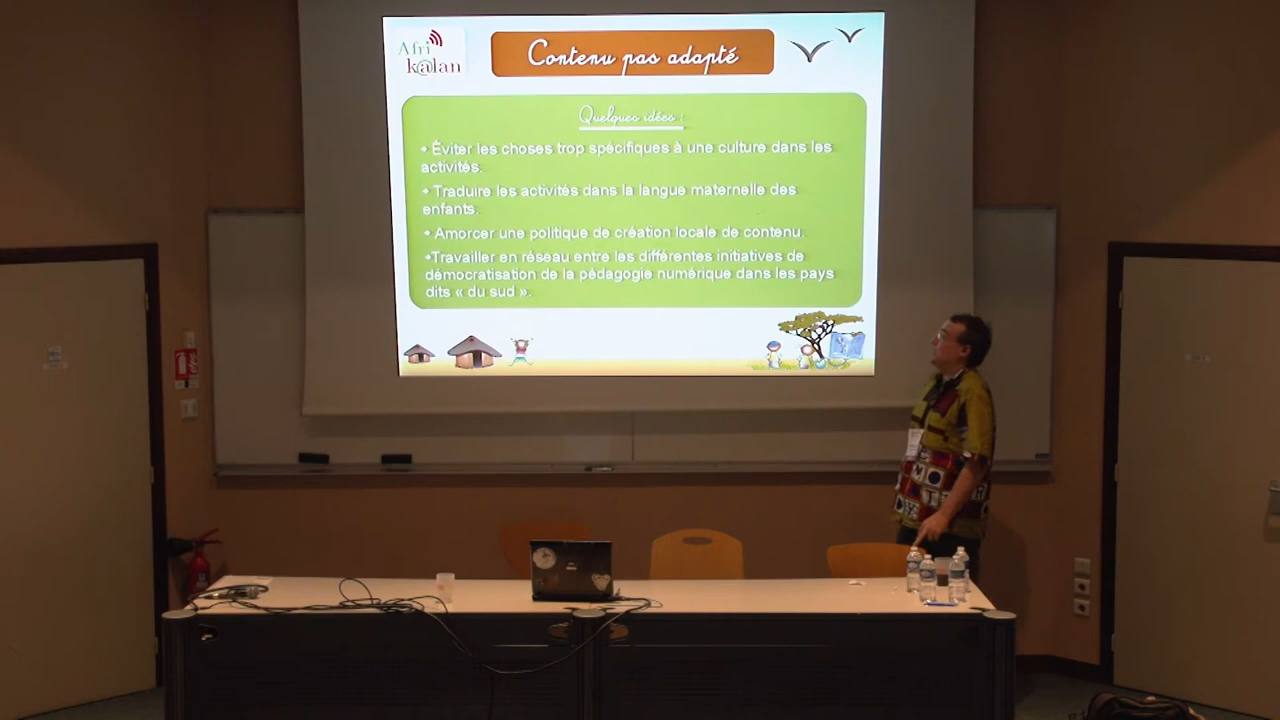 Afri
k@lan
Contenu pas adapté
Quelques idées :
• Éviter les choses trop spécifiques à une culture dans les
activités.
• Traduire les activités dans la langue maternelle des
enfants.
• Amorcer une politique de création locale de contenu.
•Travailler en réseau entre les différentes initiatives de
démocratisation de la pédagogie numérique dans les pays
dits « du sud ».